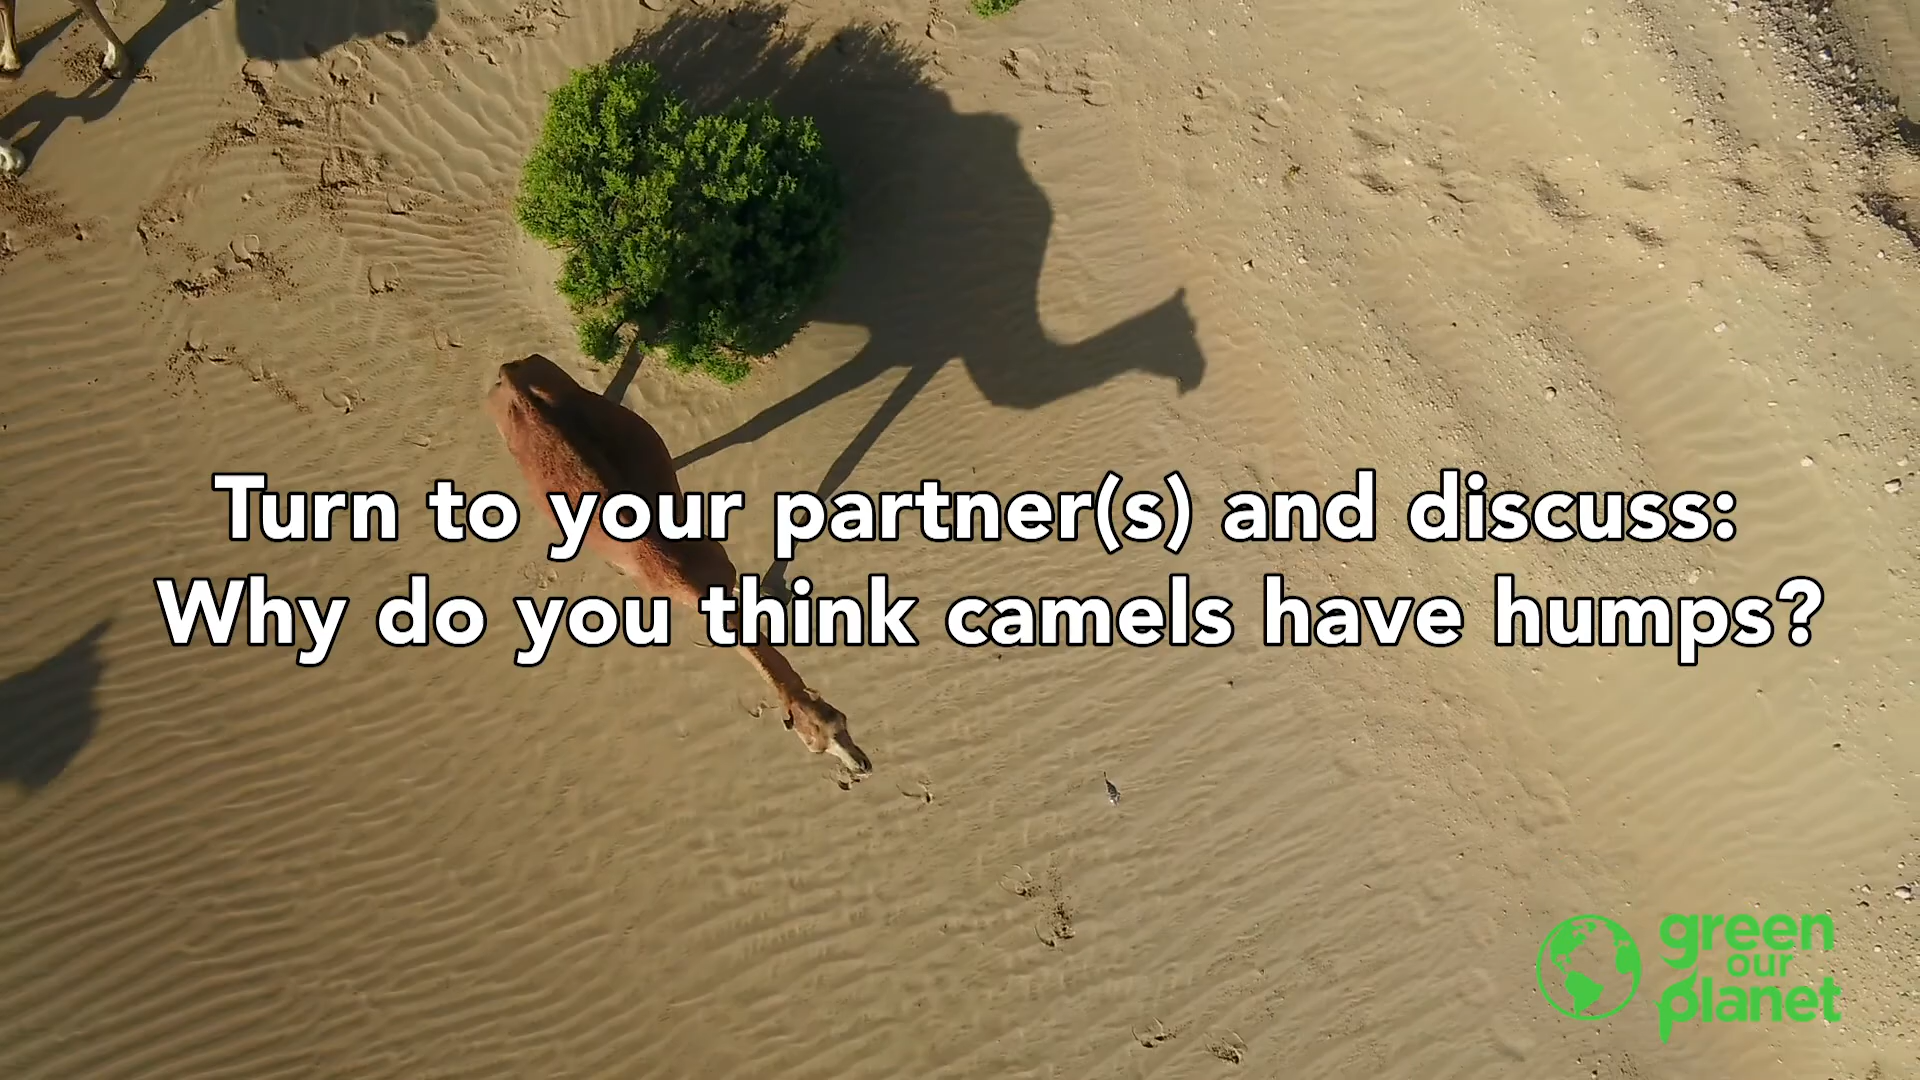 Turn to your partner(s) and discuss:
Why do you think camels have humps?
green
our
planet